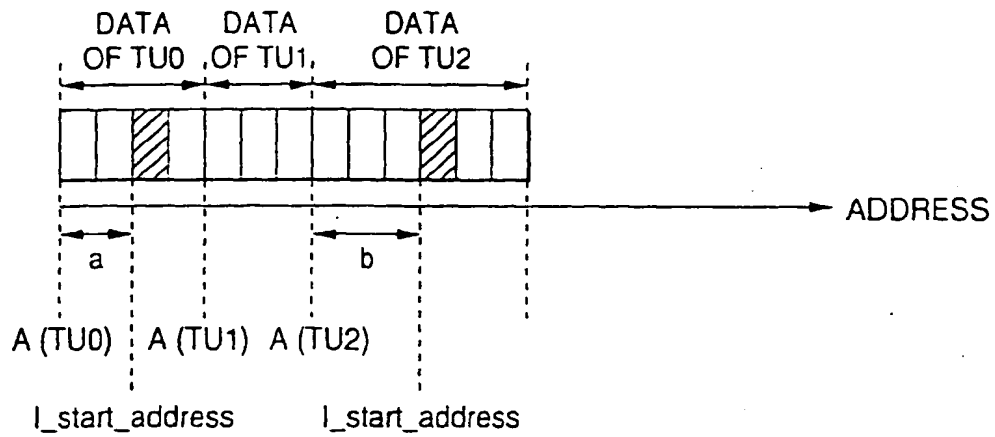 DATA OF TU0
DATA OF TU1
DATA OF TU2
ADDRESS
a
b
A (TU0)
A (TU1)
A (TU2)
I_start_address
I_start_address